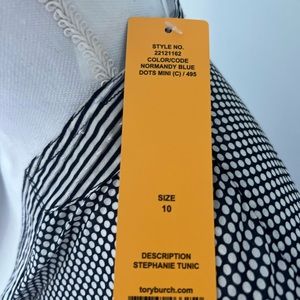 STYLE NO.
22121162
COLOR/CODE
NORMANDY BLUE
DOTS MINI (C) / 495
SIZE
10
DESCRIPTION
STEPHANIE TUNIC
toryburch.com